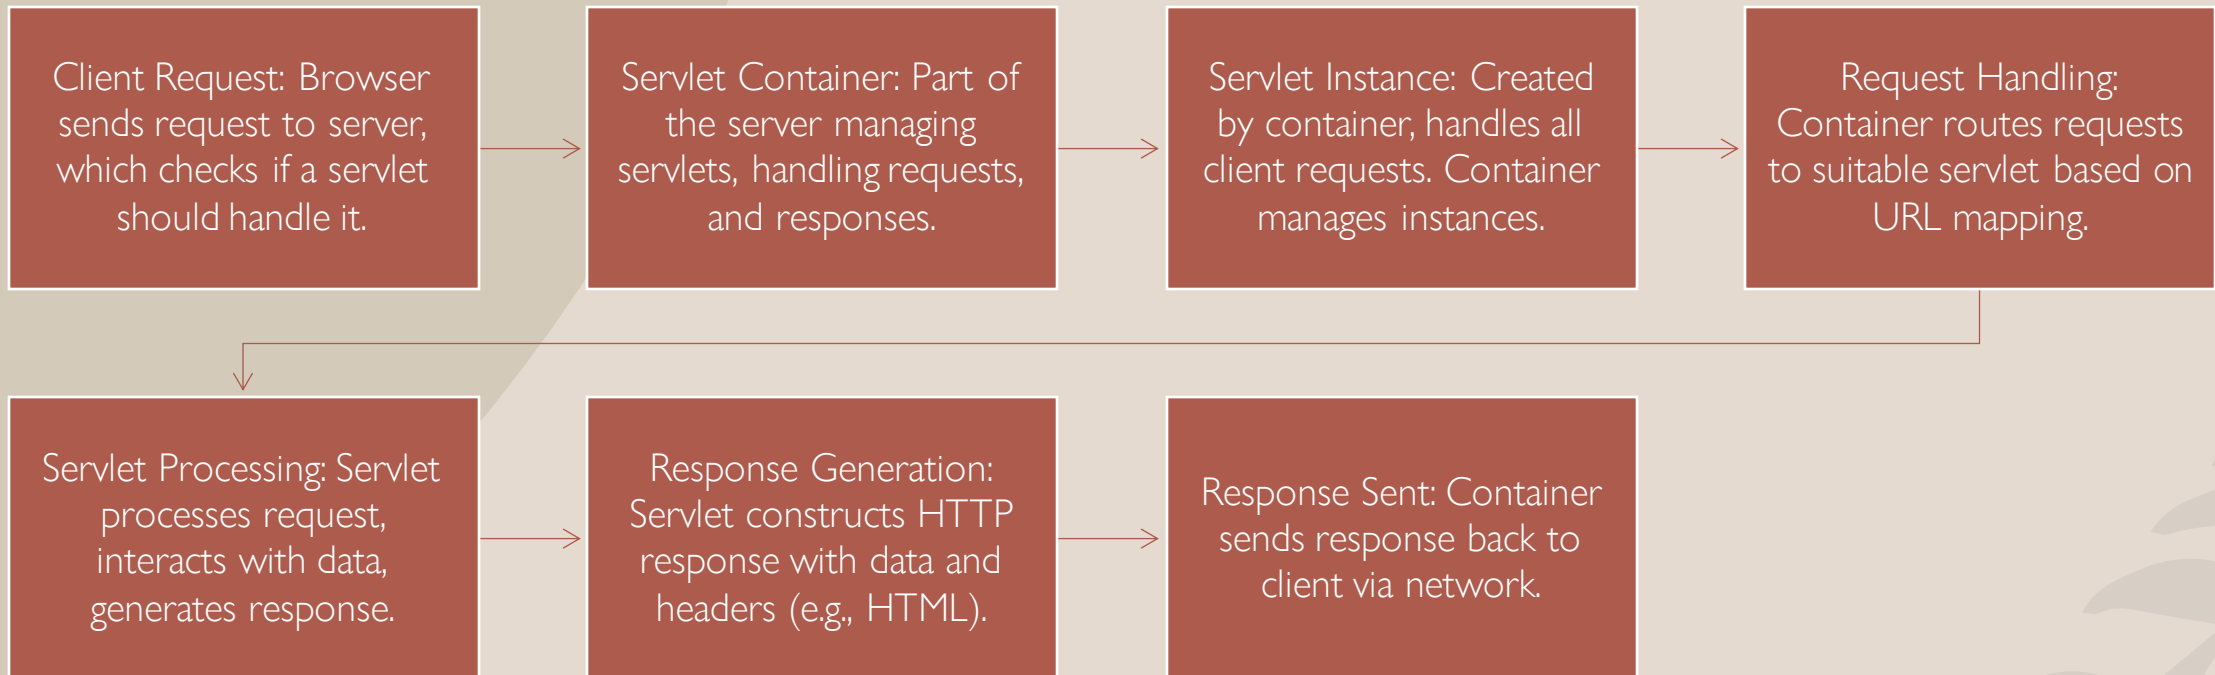 Client Request: Browser
sends request to server,
which checks if a servlet
should handle it.
Servlet Container: Part of
the server managing
servlets, handling requests,
and responses.
Servlet Instance: Created
by container, handles all
client requests. Container
manages instances.
Request Handling:
Container routes requests
to suitable servlet based on
URL mapping.
Servlet Processing: Servlet
processes request,
interacts with data,
generates response.
Response Generation:
Servlet constructs HTTP
response with data and
headers (e.g., HTML).
Response Sent: Container
sends response back to
client via network.